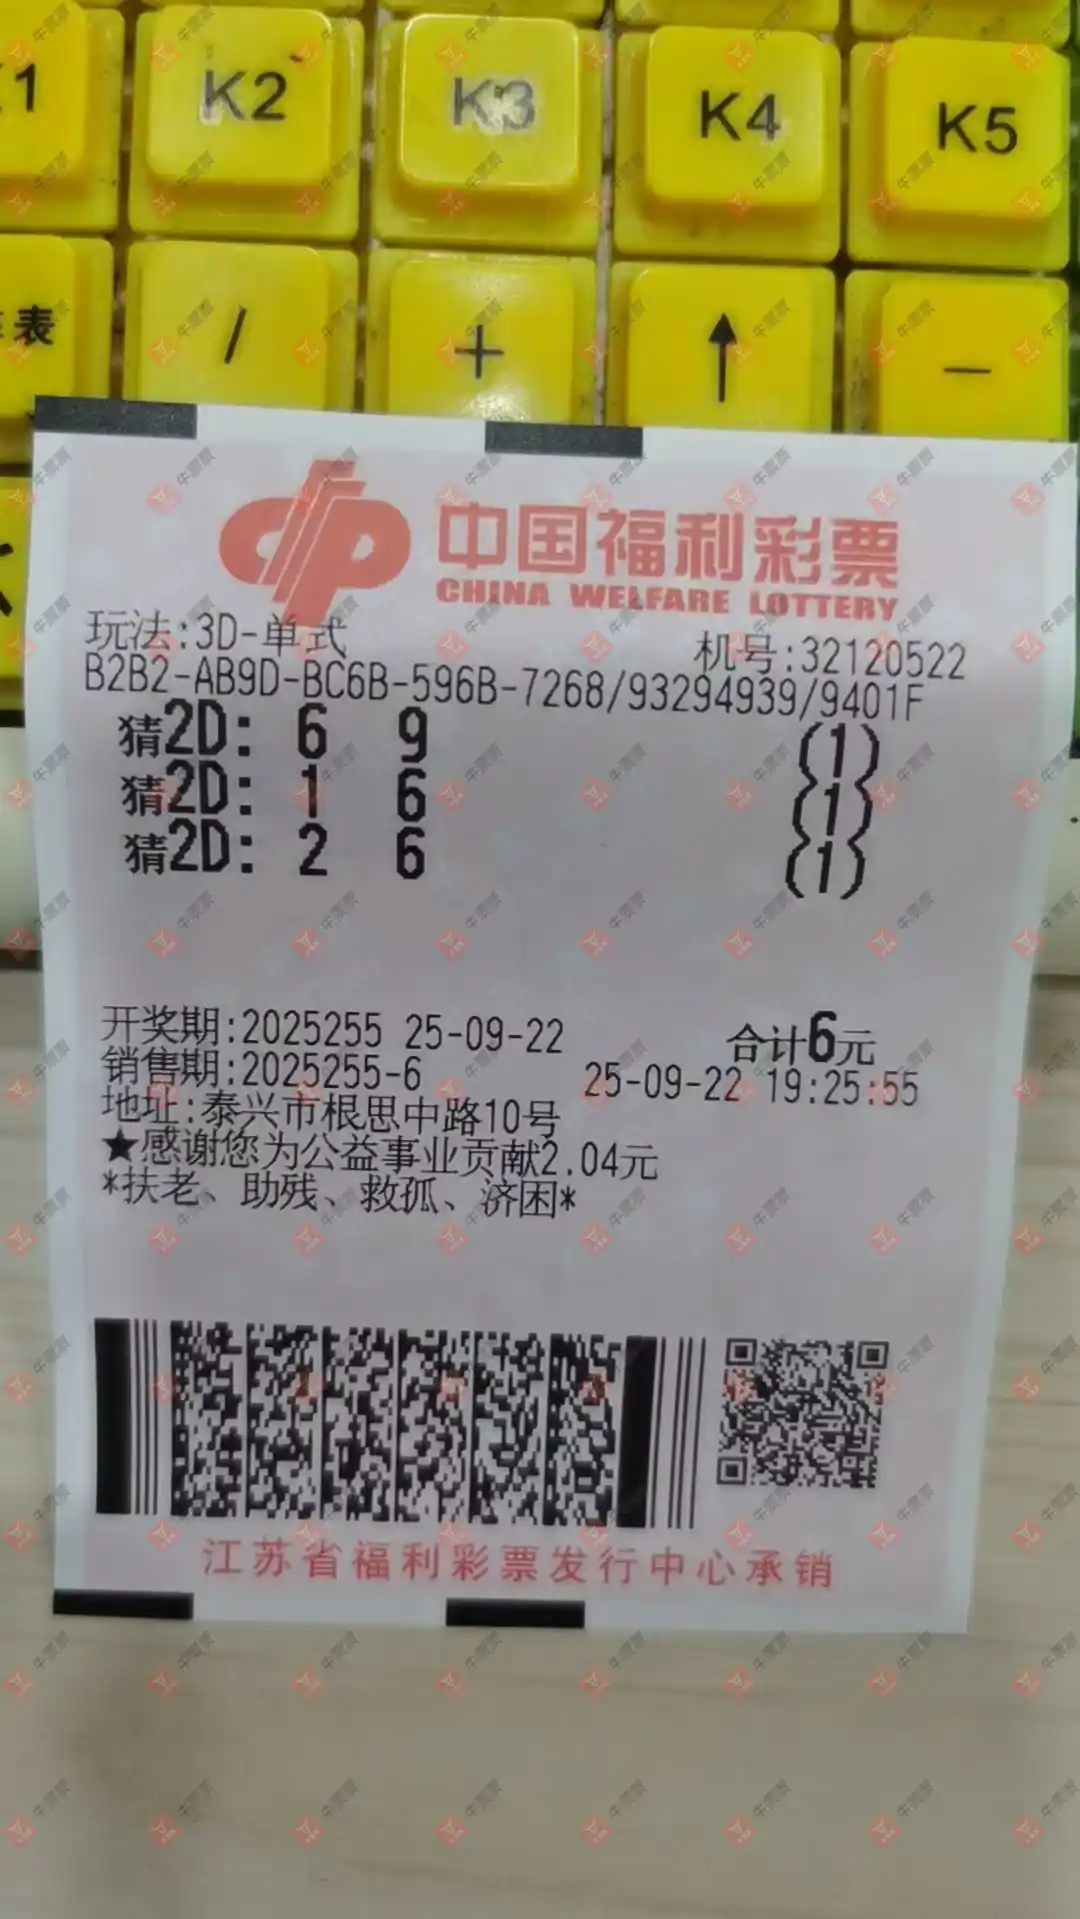 K1 K2 K3 K4 K5
表 / + ↑ —
中国福利彩票
CHINA WELFARE LOTTERY
玩法:3D-单式 机号:32120522
B2B2-AB9D-BC6B-596B-7268/93294939/9401F
猜2D: 6 9 (1)
猜2D: 1 6 (1)
猜2D: 2 6 (1)
开奖期:2025255 25-09-22 合计6元
销售期:2025255-6 25-09-22 19:25:55
地址:泰兴市根思中路10号
★感谢您为公益事业贡献2.04元
*扶老、助残、救孤、济困*
江苏省福利彩票发行中心承销
牛票票